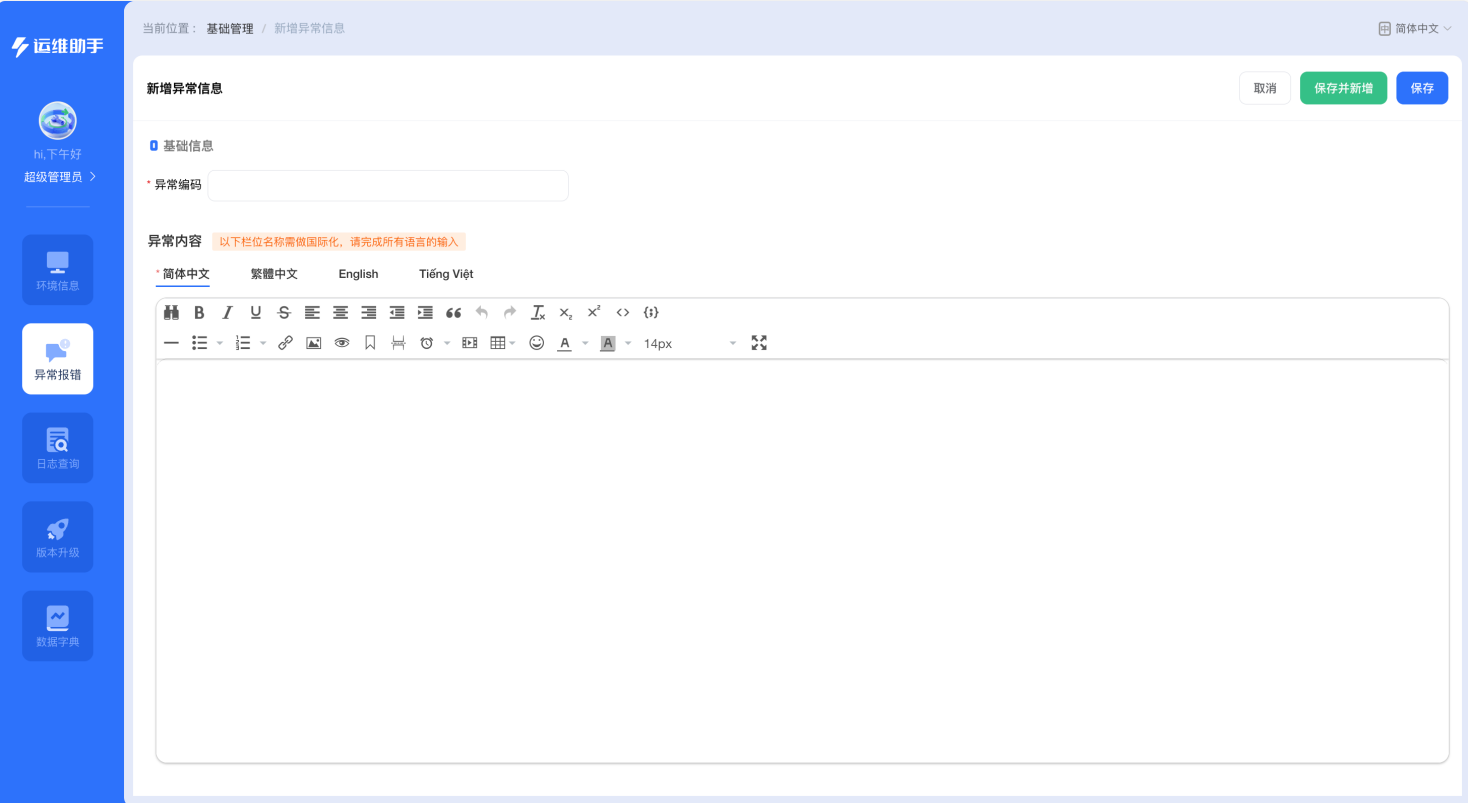 运维助手
hi,下午好
超级管理员
环境信息
异常报错
日志查询
版本升级
数据字典
当前位置： 基础管理 / 新增异常信息
简体中文
新增异常信息
取消
保存并新增
保存
基础信息
* 异常编码
异常内容
以下栏位名称需做国际化，请完成所有语言的输入
* 简体中文
繁體中文
English
Tiếng Việt
14px